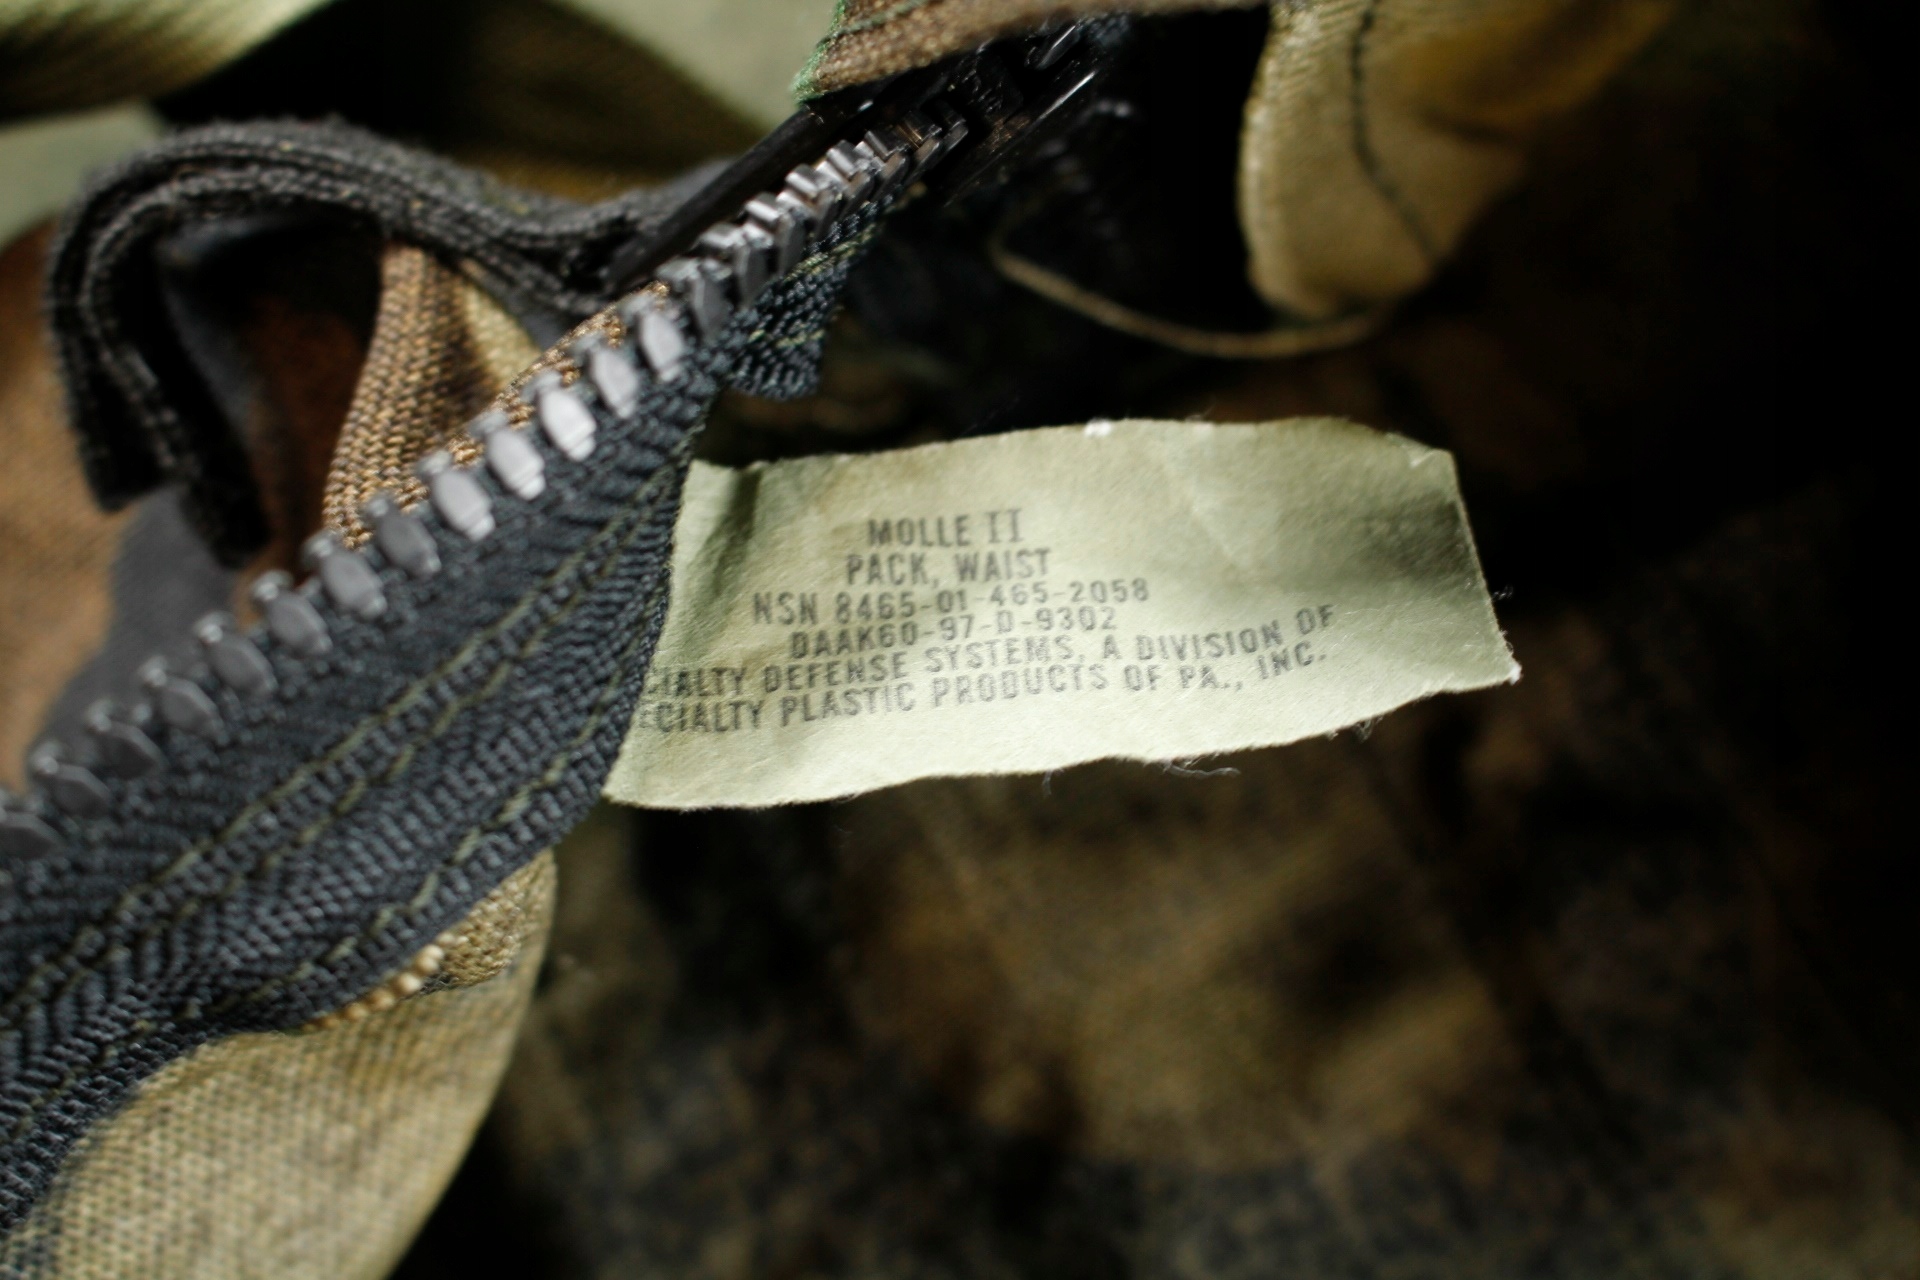 MOLLE II
PACK, WAIST
NSN 8465-01-465-2058
DAAK60-97-D-9302
CIALTY DEFENSE SYSTEMS, A DIVISION OF
ECIALTY PLASTIC PRODUCTS OF PA., INC.